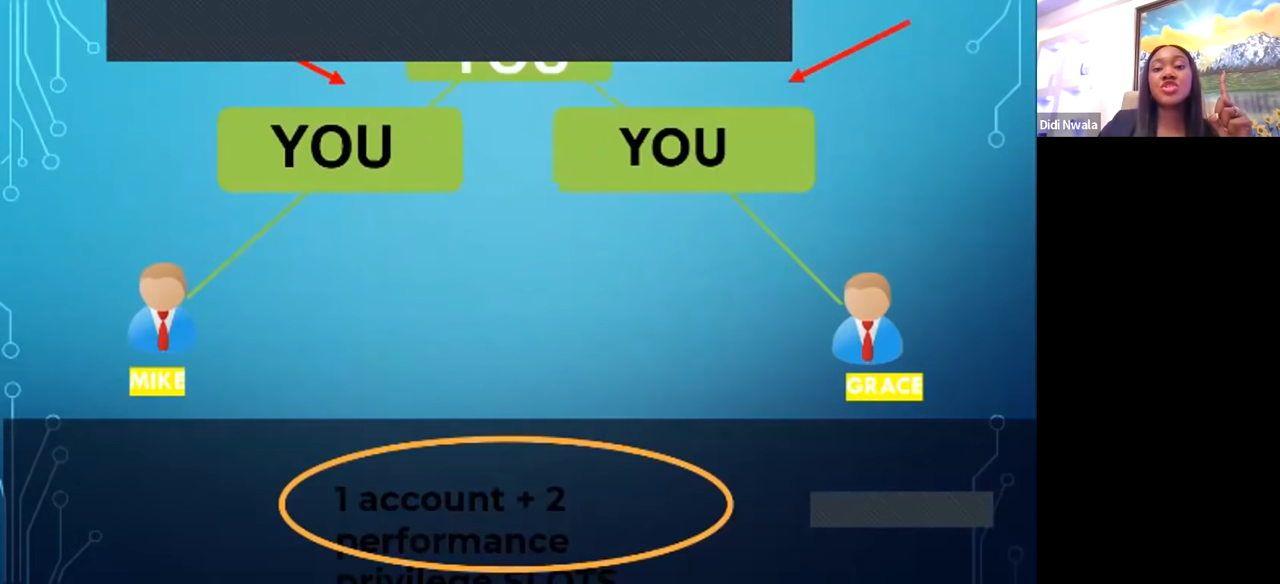 YOU
YOU
YOU
Didi Nwala
MIKE
GRACE
1 account + 2
performance
privilege SLOTS